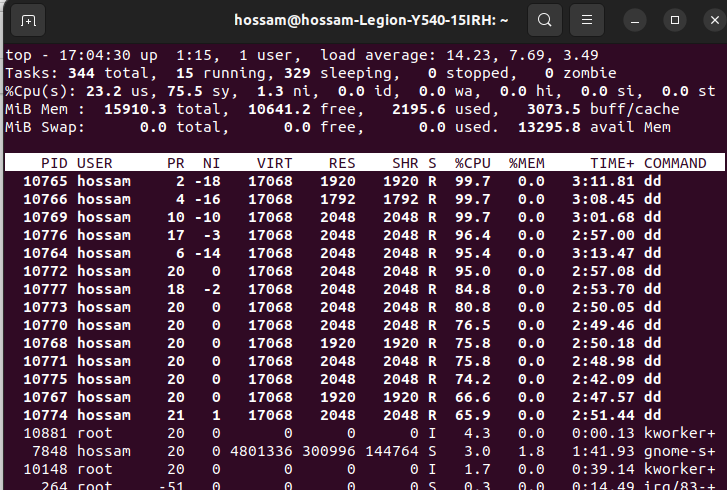 hossam@hossam-Legion-Y540-15IRH: ~
top - 17:04:30 up  1:15,  1 user,  load average: 14.23, 7.69, 3.49
Tasks: 344 total,  15 running, 329 sleeping,   0 stopped,   0 zombie
%Cpu(s): 23.2 us, 75.5 sy,  1.3 ni,  0.0 id,  0.0 wa,  0.0 hi,  0.0 si,  0.0 st
MiB Mem :  15910.3 total,  10641.2 free,   2195.6 used,   3073.5 buff/cache
MiB Swap:      0.0 total,      0.0 free,      0.0 used.  13295.8 avail Mem
PID USER      PR  NI    VIRT    RES    SHR S  %CPU  %MEM     TIME+ COMMAND
10765 hossam     2 -18   17068   1920   1920 R  99.7   0.0   3:11.81 dd
10766 hossam     4 -16   17068   1792   1792 R  99.7   0.0   3:08.45 dd
10769 hossam    10 -10   17068   2048   2048 R  99.7   0.0   3:01.68 dd
10776 hossam    17  -3   17068   2048   2048 R  96.4   0.0   2:57.00 dd
10764 hossam     6 -14   17068   2048   2048 R  95.4   0.0   3:13.47 dd
10772 hossam    20   0   17068   2048   2048 R  95.0   0.0   2:57.08 dd
10777 hossam    18  -2   17068   2048   2048 R  84.8   0.0   2:53.70 dd
10773 hossam    20   0   17068   2048   2048 R  80.8   0.0   2:50.05 dd
10770 hossam    20   0   17068   2048   2048 R  76.5   0.0   2:49.46 dd
10768 hossam    20   0   17068   1920   1920 R  75.8   0.0   2:50.18 dd
10771 hossam    20   0   17068   2048   2048 R  75.8   0.0   2:48.98 dd
10775 hossam    20   0   17068   2048   2048 R  74.2   0.0   2:42.09 dd
10767 hossam    20   0   17068   1920   1920 R  66.6   0.0   2:47.57 dd
10774 hossam    21   1   17068   2048   2048 R  65.9   0.0   2:51.44 dd
10881 root      20   0       0      0      0 I   4.3   0.0   0:00.13 kworker+
7848 hossam    20   0 4801336 300996 144764 S   3.0   1.8   1:41.93 gnome-s+
10148 root      20   0       0      0      0 I   1.7   0.0   0:39.14 kworker+
264 root     -51   0       0      0      0 S   0.3   0.0   0:14.49 irq/83-+